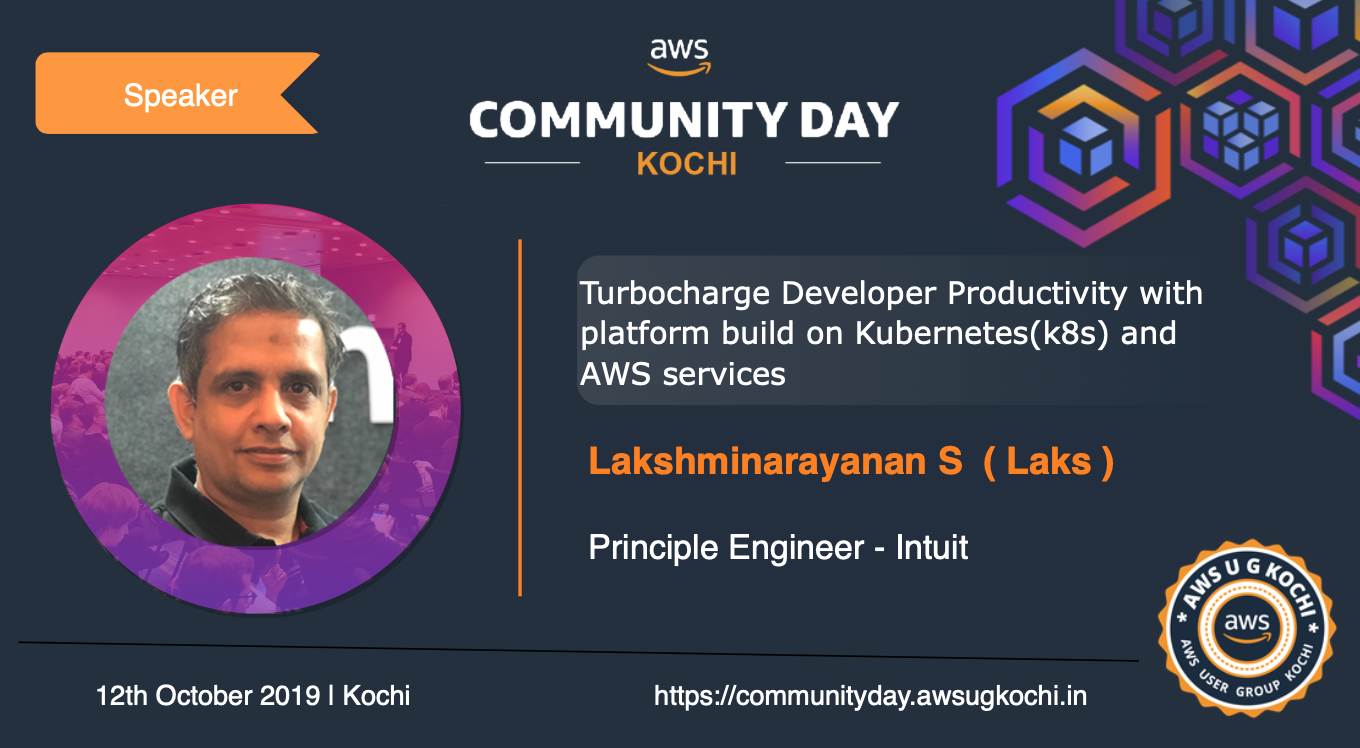 Speaker
aws
COMMUNITY DAY
KOCHI
Turbocharge Developer Productivity with
platform build on Kubernetes(k8s) and
AWS services
Lakshminarayanan S ( Laks )
Principle Engineer - Intuit
* AWS U G KOCHI *
aws
AWS USER GROUP KOCHI
12th October 2019 | Kochi
https://communityday.awsugkochi.in